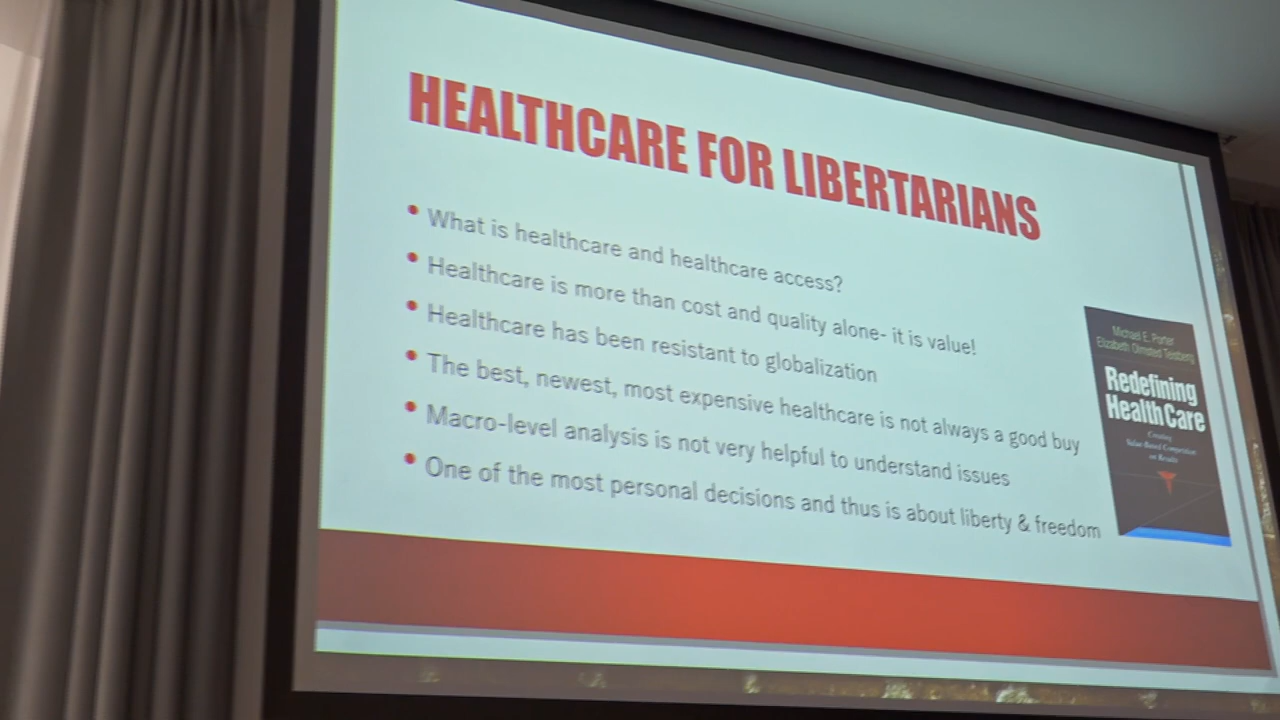 HEALTHCARE FOR LIBERTARIANS
• What is healthcare and healthcare access?
• Healthcare is more than cost and quality alone- it is value!
• Healthcare has been resistant to globalization
• The best, newest, most expensive healthcare is not always a good buy
• Macro-level analysis is not very helpful to understand issues
• One of the most personal decisions and thus is about liberty & freedom
Michael E. Porter
Elizabeth Olmsted Teisberg
Redefining
Health Care
Creating
Value-Based Competition
on Results